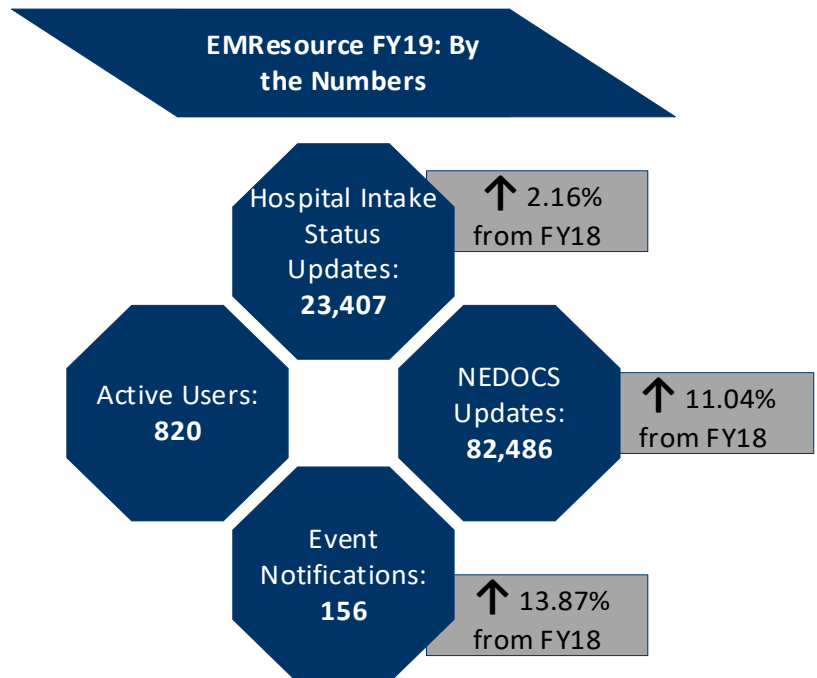 EMResource FY19: By
the Numbers
Hospital Intake
Status
Updates:
23,407
↑ 2.16%
from FY18
Active Users:
820
NEDOCS
Updates:
82,486
↑ 11.04%
from FY18
Event
Notifications:
156
↑ 13.87%
from FY18